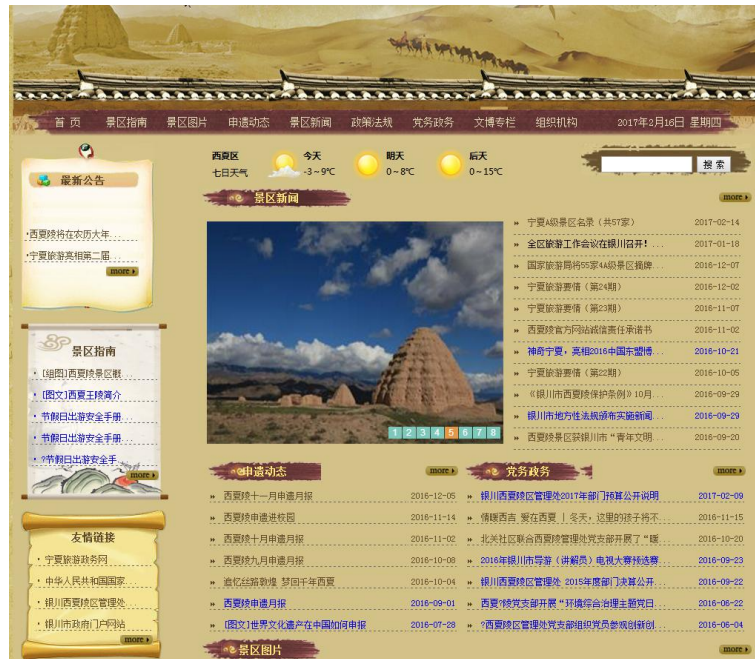 首 页 景区指南 景区图片 申遗动态 景区新闻 政策法规 党务政务 文博专栏 组织机构 2017年2月16日 星期四
最新公告
·西夏陵将在农历大年...
·宁夏旅游亮相第二届...
more
景区指南
· [组图]西夏陵景区概...
· [图文]西夏王陵简介
· 节假日出游安全手册...
· 节假日出游安全手册...
· ?节假日出游安全手...
more
友情链接
· 宁夏旅游政务网
· 中华人民共和国国家...
· 银川西夏陵区管理处...
· 银川市政府门户网站
more
西夏区
七日天气
今天
-3～9℃
明天
0～8℃
后天
0～15℃
搜 索
景区新闻
more
1 2 3 4 5 6 7 8
宁夏A级景区名录（共57家） 2017-02-14
全区旅游工作会议在银川召开！... 2017-01-18
国家旅游局将55家4A级景区摘牌... 2016-12-07
宁夏旅游要情（第24期） 2016-12-02
宁夏旅游要情（第23期） 2016-11-07
西夏陵官方网站诚信责任承诺书 2016-11-02
神奇宁夏，亮相2016中国东盟博... 2016-10-21
宁夏旅游要情（第22期） 2016-10-05
《银川市西夏陵保护条例》10月... 2016-09-29
银川市地方性法规颁布实施新闻... 2016-09-29
西夏陵景区获银川市“青年文明... 2016-09-20
申遗动态
more
西夏陵十一月申遗月报 2016-12-05
西夏陵申遗进校园 2016-11-14
西夏陵十月申遗月报 2016-11-02
西夏陵九月申遗月报 2016-10-08
追忆丝路敦煌 梦回千年西夏 2016-10-04
西夏陵申遗月报 2016-09-01
[图文]世界文化遗产在中国如何申报 2016-07-28
党务政务
more
银川西夏陵区管理处2017年部门预算公开说明 2017-02-09
情暖西吉 爱在西夏 | 冬天，这里的孩子将不... 2016-11-15
北关社区联合西夏陵管理处党支部开展了“暖... 2016-10-20
2016年银川市导游（讲解员）电视大赛预选赛... 2016-09-23
银川西夏陵区管理处 2015年度部门决算公开... 2016-09-22
西夏?陵党支部开展“环境综合治理主题党日... 2016-06-22
?西夏陵区管理处党支部组织党员参观创新创... 2016-06-04
景区图片
more